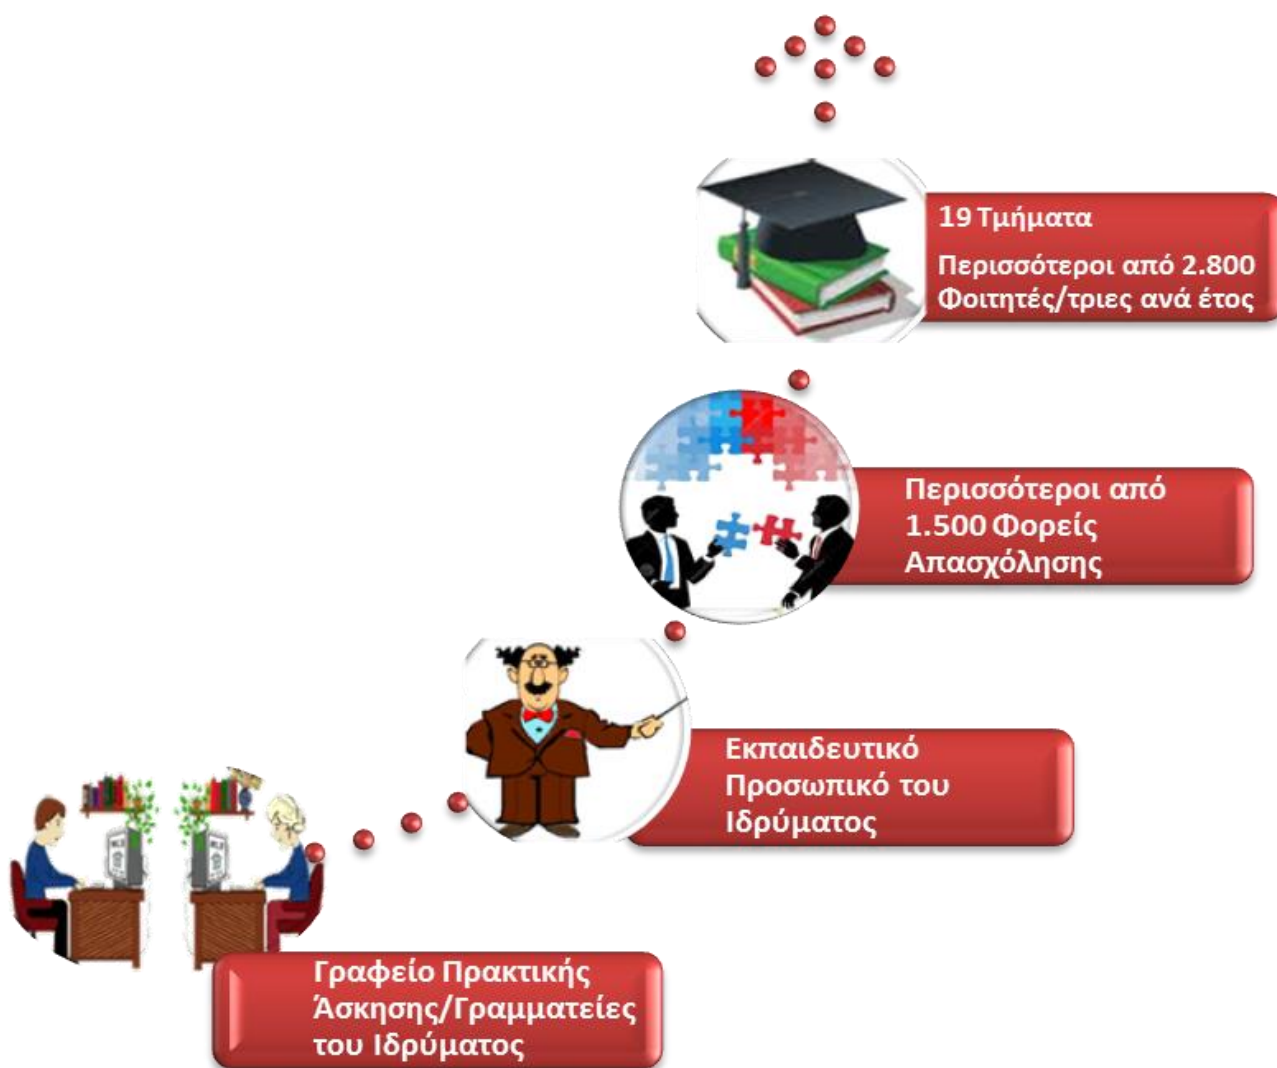 19 Τμήματα
Περισσότεροι από 2.800
Φοιτητές/τριες ανά έτος
Περισσότεροι από
1.500 Φορείς
Απασχόλησης
Εκπαιδευτικό
Προσωπικό του
Ιδρύματος
Γραφείο Πρακτικής
Άσκησης/Γραμματείες
του Ιδρύματος